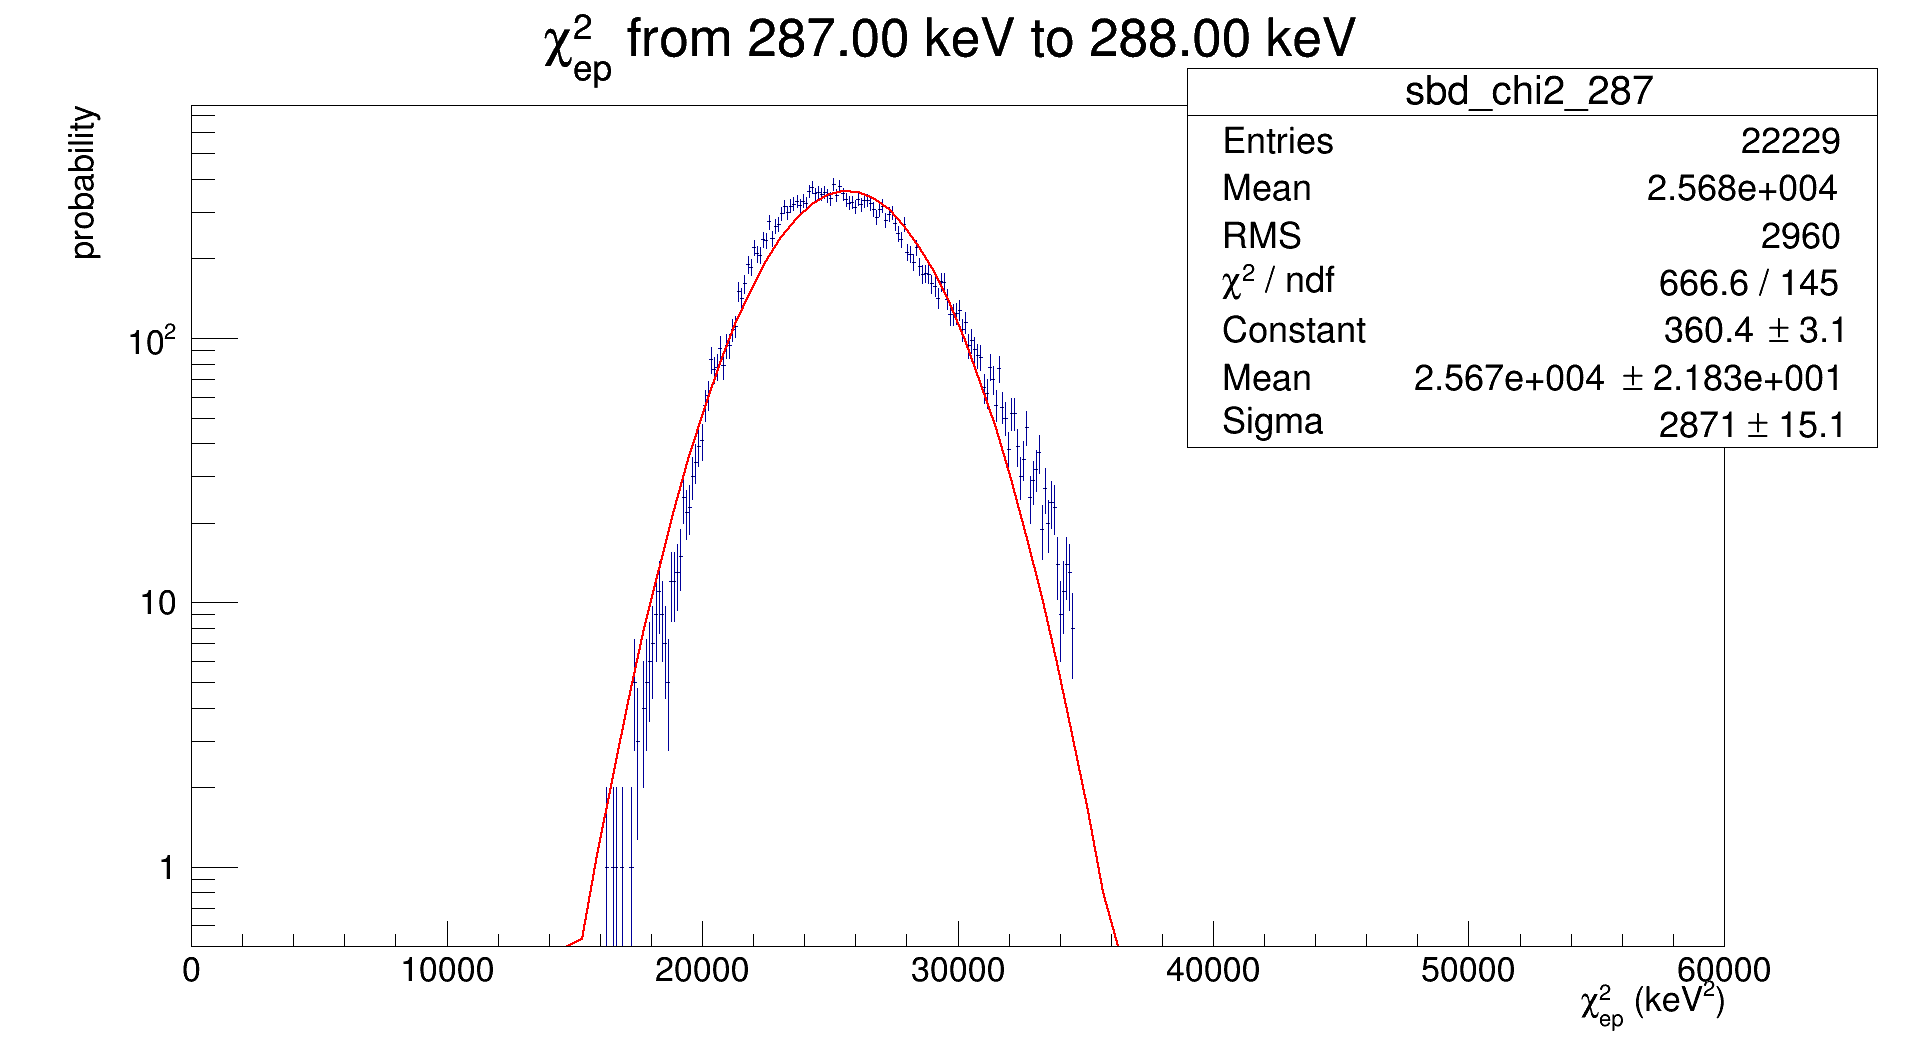 χ²ep from 287.00 keV to 288.00 keV
sbd_chi2_287
Entries 22229
Mean 2.568e+004
RMS 2960
χ² / ndf 666.6 / 145
Constant 360.4 ± 3.1
Mean 2.567e+004 ± 2.183e+001
Sigma 2871 ± 15.1
probability
10²
10
1
0 10000 20000 30000 40000 50000 60000
χ²ep (keV²)